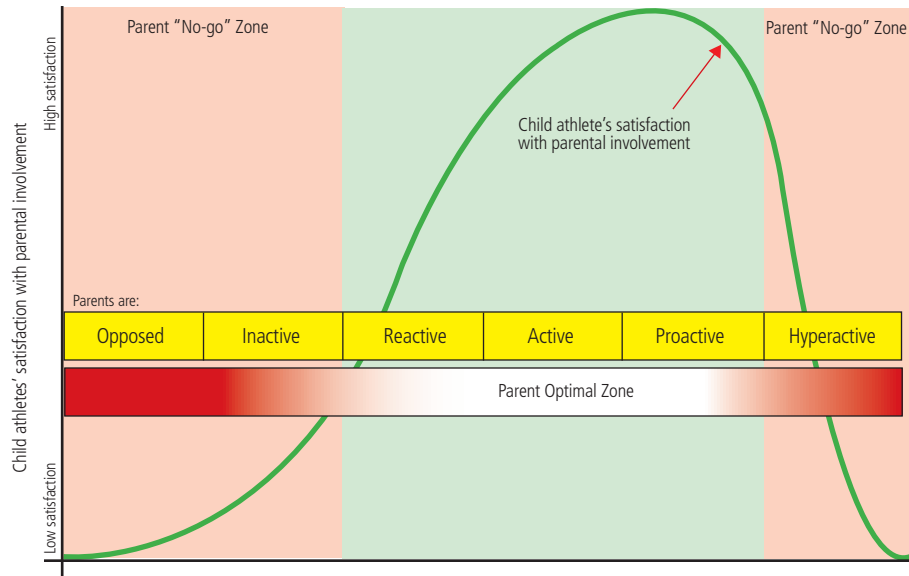 Parent “No-go” Zone
Parent “No-go” Zone
High satisfaction
Child athletes’ satisfaction with parental involvement
Low satisfaction
Child athlete’s satisfaction
with parental involvement
Parents are:
Opposed
Inactive
Reactive
Active
Proactive
Hyperactive
Parent Optimal Zone